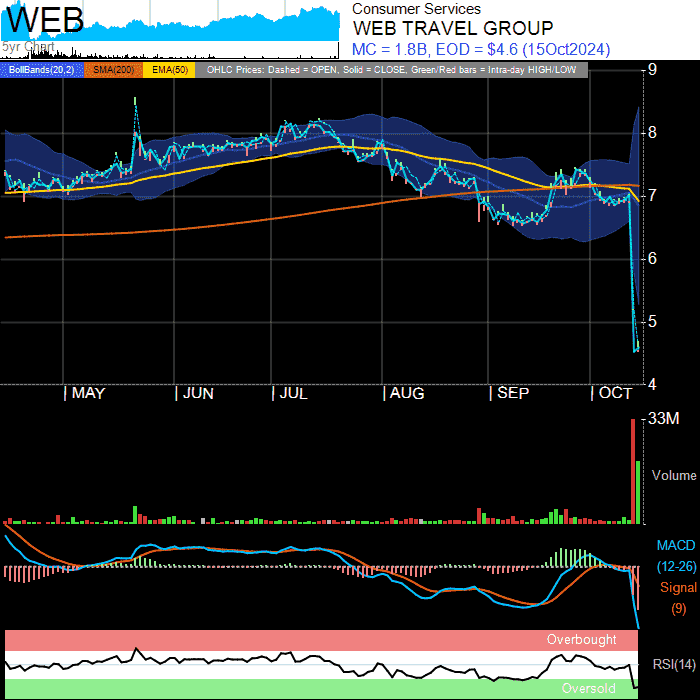 WEB
5yr Chart
Consumer Services
WEB TRAVEL GROUP
MC = 1.8B, EOD = $4.6 (15Oct2024)
BollBands(20,2) SMA(200) EMA(50) OHLC Prices: Dashed = OPEN, Solid = CLOSE, Green/Red bars = Intra-day HIGH/LOW
9
8
7
6
5
4
| MAY | JUN | JUL | AUG | SEP | OCT
33M
Volume
MACD
(12-26)
Signal
(9)
Overbought
RSI(14)
Oversold